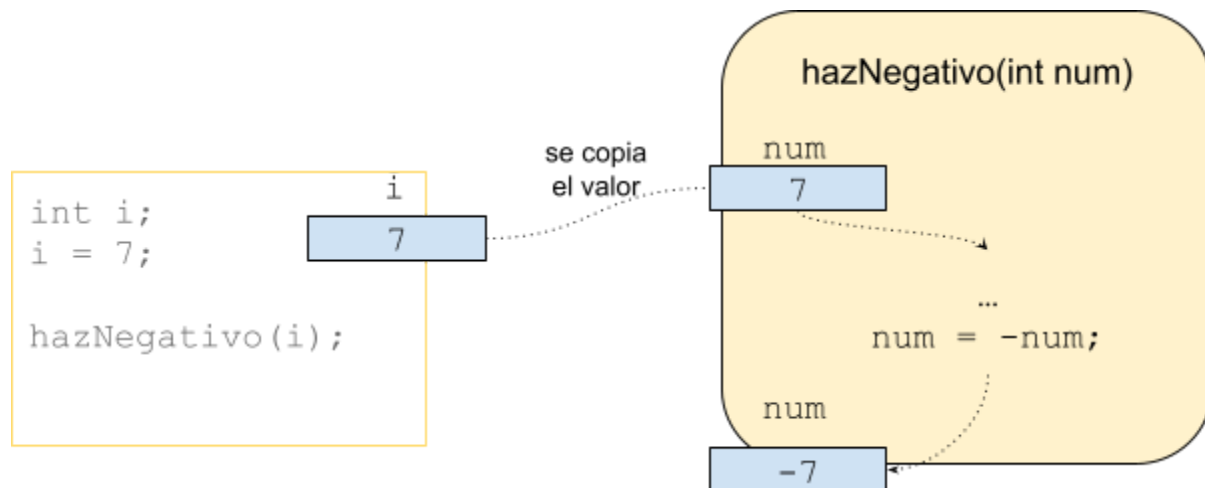 hazNegativo(int num)
se copia
el valor
num
7
i
7
int i;
i = 7;
hazNegativo(i);
…
num = -num;
num
-7